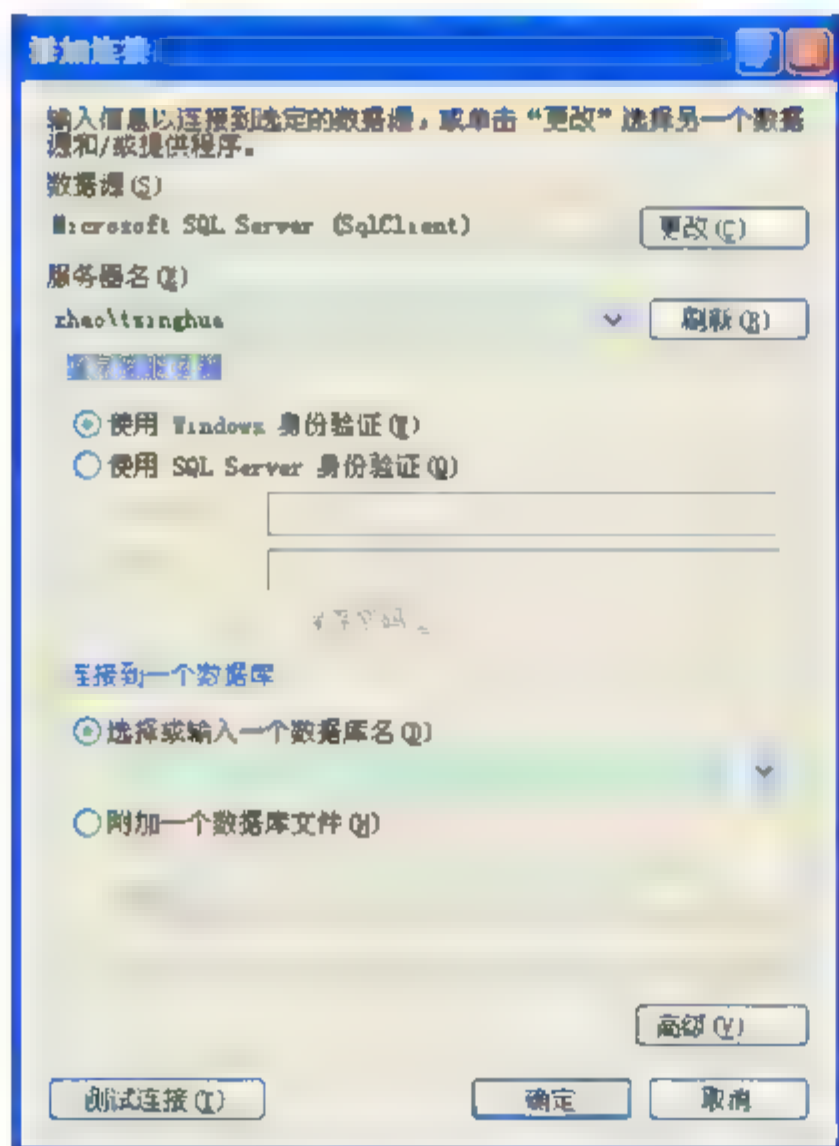 添加连接
输入信息以连接到选定的数据源，或单击“更改”选择另一个数据
源和/或提供程序。
数据源(S)
Microsoft SQL Server (SqlClient)
更改(C)
服务器名(E)
zhao\tsinghua
刷新(R)
使用 Windows 身份验证(W)
使用 SQL Server 身份验证(Q)
连接到一个数据库
选择或输入一个数据库名(D)
附加一个数据库文件(H)
高级(V)
测试连接(T)
确定
取消